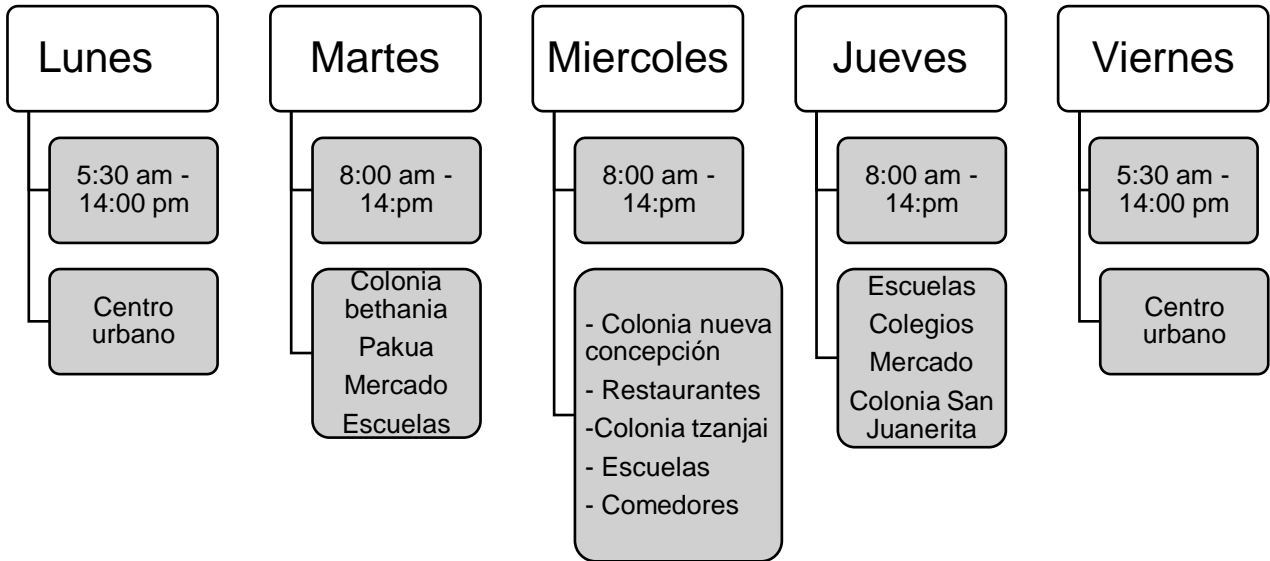 Lunes
5:30 am -
14:00 pm
Centro
urbano
Martes
8:00 am -
14:pm
Colonia
bethania
Pakua
Mercado
Escuelas
Miercoles
8:00 am -
14:pm
- Colonia nueva
concepción
- Restaurantes
-Colonia tzanjai
- Escuelas
- Comedores
Jueves
8:00 am -
14:pm
Escuelas
Colegios
Mercado
Colonia San
Juanerita
Viernes
5:30 am -
14:00 pm
Centro
urbano